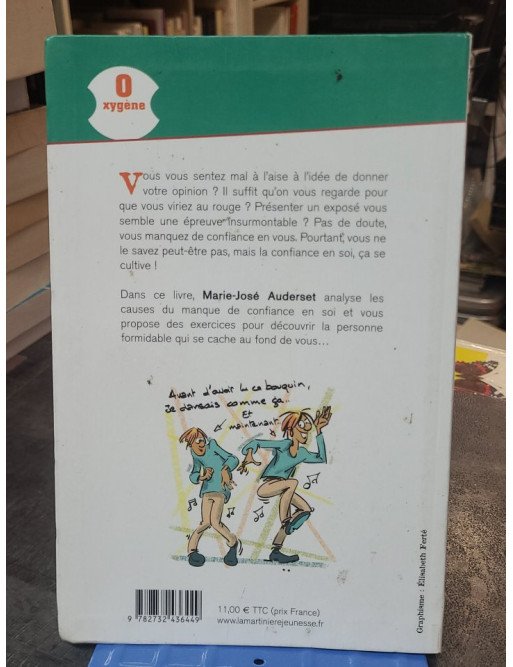 O
xygène
Vous vous sentez mal à l'aise à l'idée de donner
votre opinion ? Il suffit qu'on vous regarde pour
que vous viriez au rouge ? Présenter un exposé vous
semble une épreuve insurmontable ? Pas de doute,
vous manquez de confiance en vous. Pourtant, vous ne
le savez peut-être pas, mais la confiance en soi, ça se
cultive !
Dans ce livre, Marie-José Auderset analyse les
causes du manque de confiance en soi et vous
propose des exercices pour découvrir la personne
formidable qui se cache au fond de vous...
Avant d'avoir lu ce bouquin,
je dansais comme ça.
Et
maintenant
Graphisme : Élisabeth Ferté
9 782732 436449
11,00 € TTC (prix France)
www.lamartinierejeunesse.fr